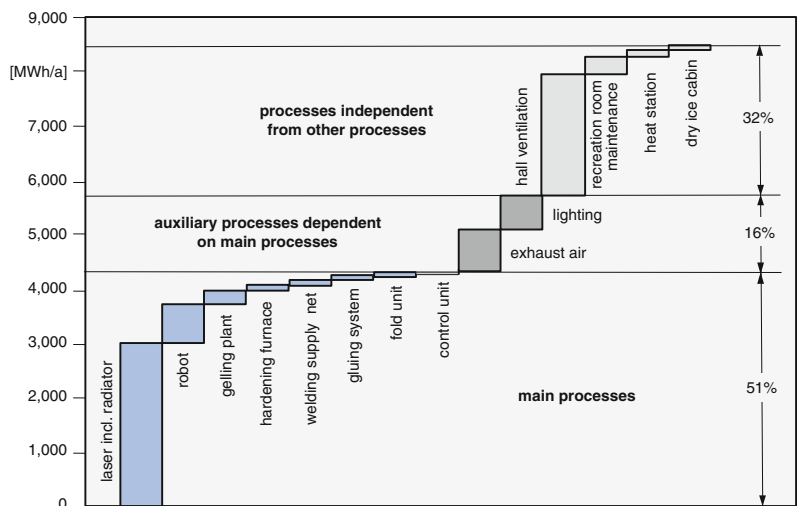 9,000
[MWh/a]
7,000
6,000
5,000
4,000
3,000
2,000
1,000
0
processes independent
from other processes
auxiliary processes dependent
on main processes
main processes
laser incl. radiator
robot
gelling plant
hardening furnace
welding supply net
gluing system
fold unit
control unit
exhaust air
lighting
hall ventilation
recreation room
maintenance
heat station
dry ice cabin
32%
16%
51%